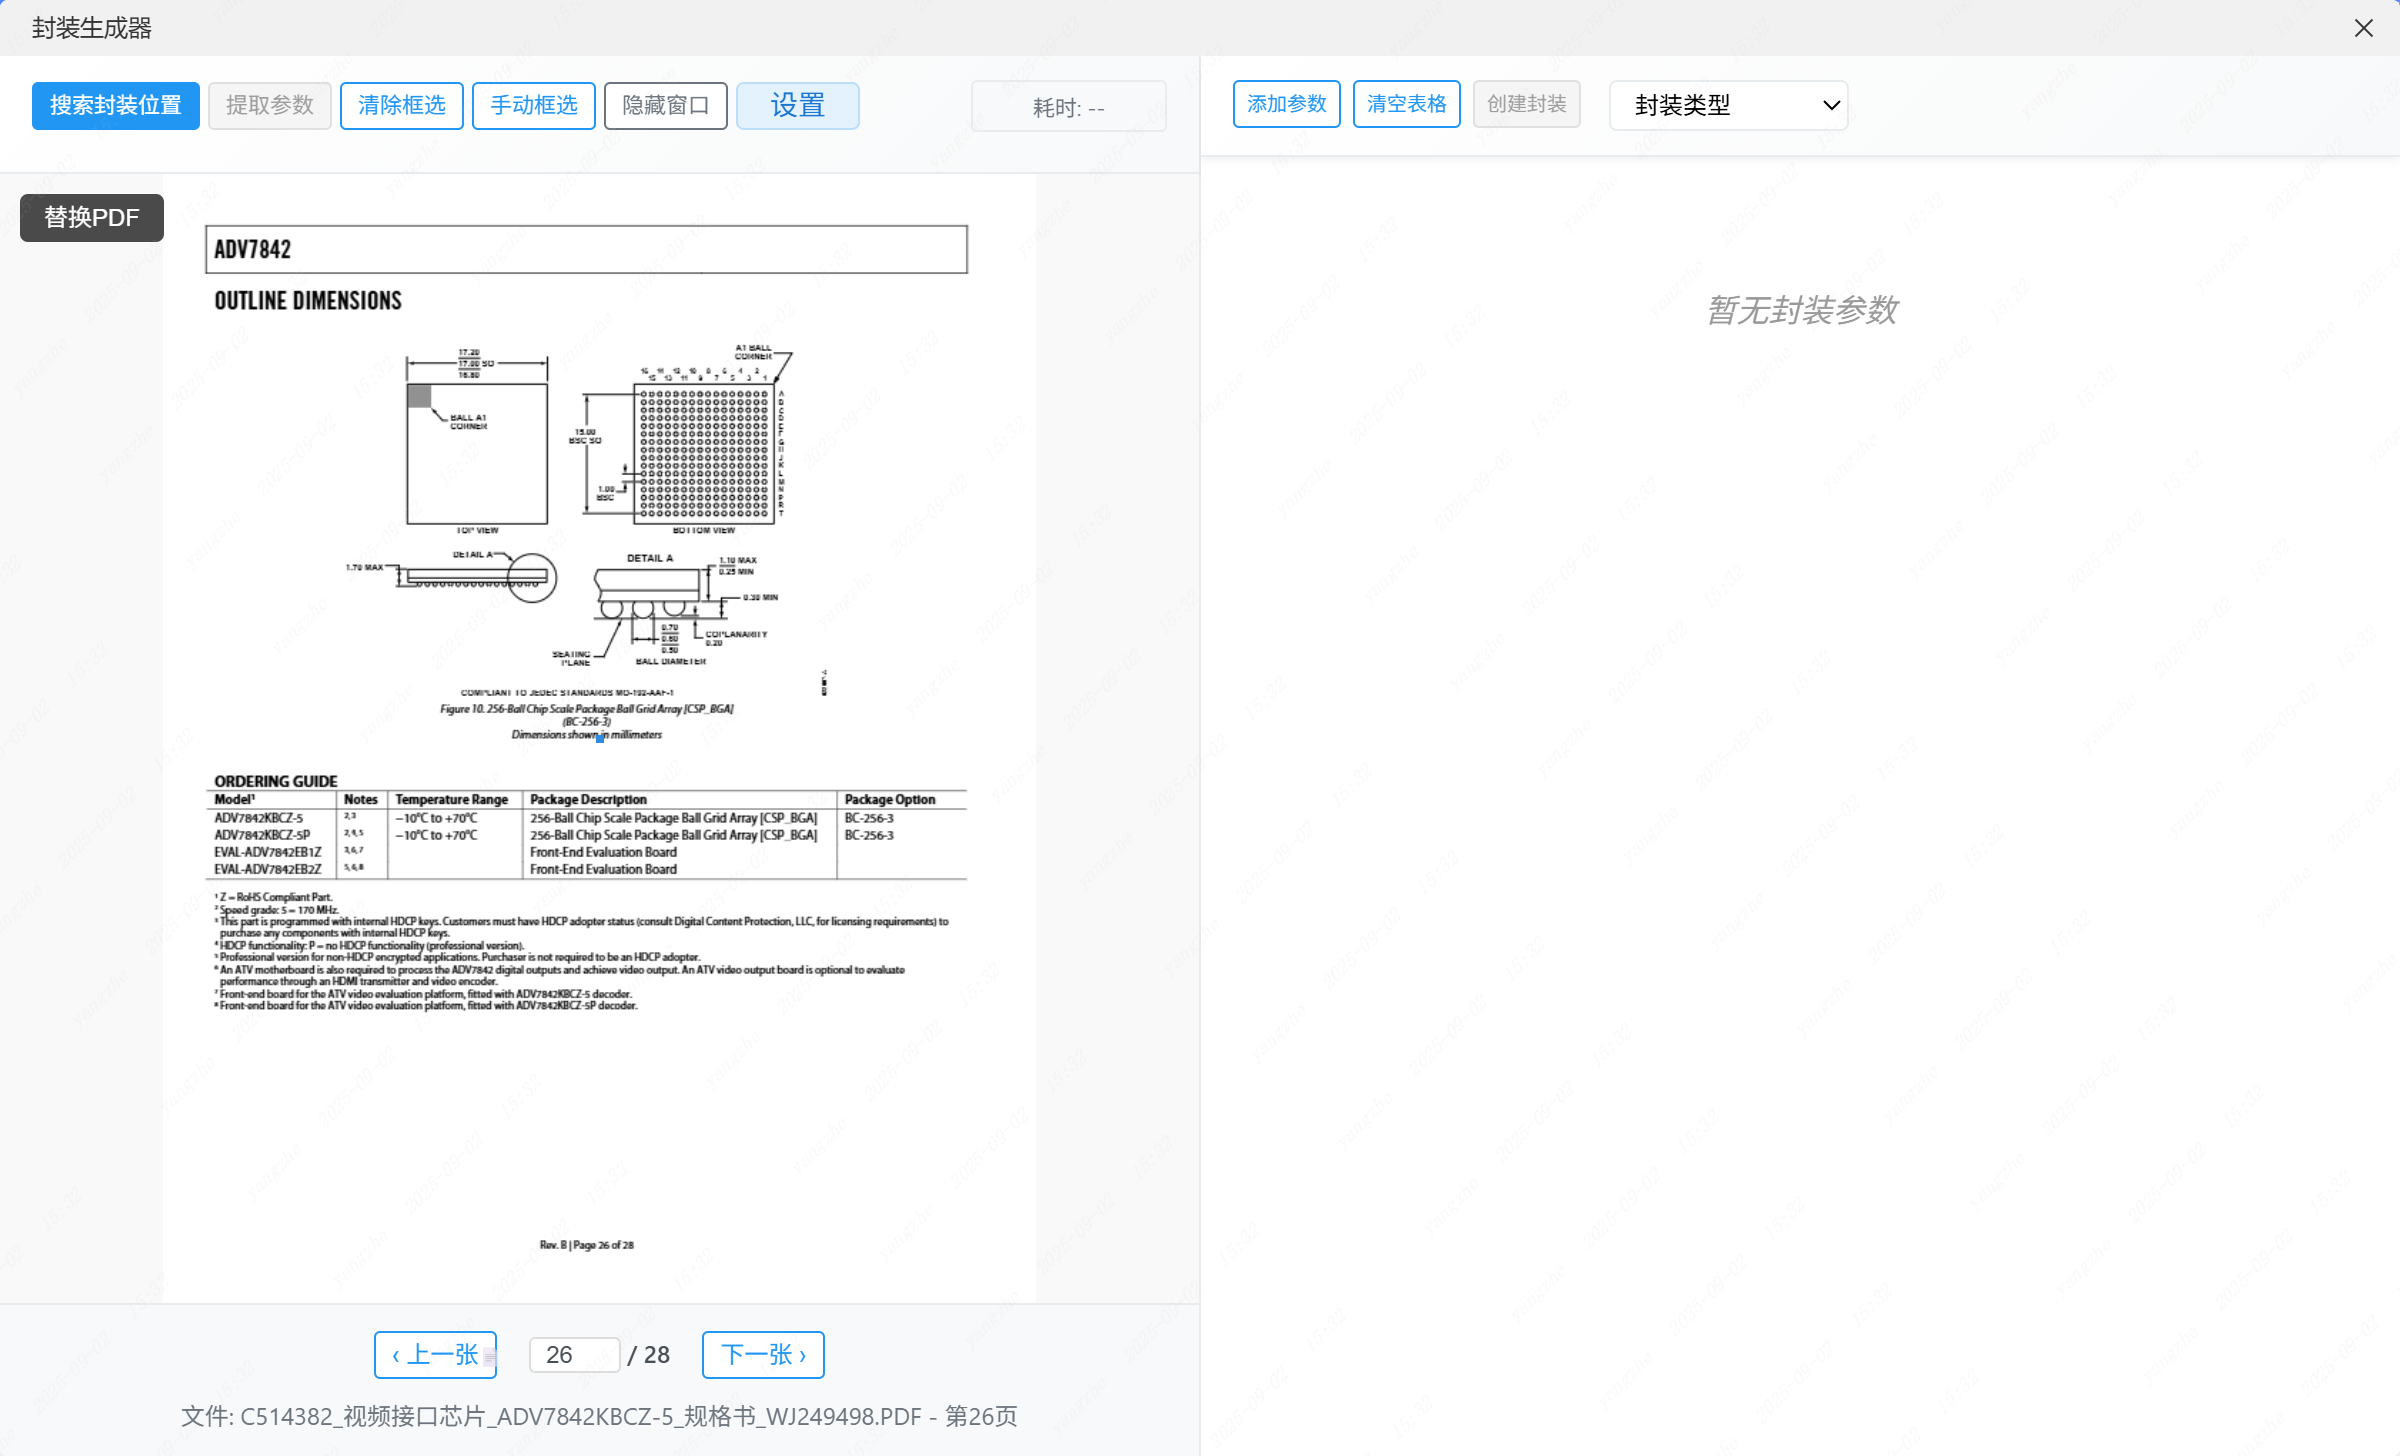 封装生成器
搜索封装位置 提取参数 清除框选 手动框选 隐藏窗口 设置 耗时: --
添加参数 清空表格 创建封装 封装类型
替换PDF
暂无封装参数
ADV7842
OUTLINE DIMENSIONS
17.20
17.00 SQ
16.80
BALL A1
CORNER
TOP VIEW
A1 BALL
CORNER
16 14 12 10 8 6 4 2
15 13 11 9 7 5 3 1
A
B
C
D
E
F
G
H
J
K
L
M
N
P
R
T
15.00
BSC SQ
1.00
BSC
BOTTOM VIEW
DETAIL A
1.70 MAX
DETAIL A
1.10 MAX
0.25 MIN
0.30 MIN
0.70
0.60
0.50
COPLANARITY
0.20
SEATING
PLANE
BALL DIAMETER
COMPLIANT TO JEDEC STANDARDS MO-192-AAF-1
Figure 10. 256-Ball Chip Scale Package Ball Grid Array [CSP_BGA]
(BC-256-3)
Dimensions shown in millimeters
ORDERING GUIDE
Model¹ Notes Temperature Range Package Description Package Option
ADV7842KBCZ-5 2,3 −10°C to +70°C 256-Ball Chip Scale Package Ball Grid Array [CSP_BGA] BC-256-3
ADV7842KBCZ-5P 2,4,5 −10°C to +70°C 256-Ball Chip Scale Package Ball Grid Array [CSP_BGA] BC-256-3
EVAL-ADV7842EB1Z 3,6,7 Front-End Evaluation Board
EVAL-ADV7842EB2Z 5,6,8 Front-End Evaluation Board
¹ Z = RoHS Compliant Part.
² Speed grade: 5 = 170 MHz.
³ This part is programmed with internal HDCP keys. Customers must have HDCP adopter status (consult Digital Content Protection, LLC, for licensing requirements) to
purchase any components with internal HDCP keys.
⁴ HDCP functionality: P = no HDCP functionality (professional version).
⁵ Professional version for non-HDCP encrypted applications. Purchaser is not required to be an HDCP adopter.
⁶ An ATV motherboard is also required to process the ADV7842 digital outputs and achieve video output. An ATV video output board is optional to evaluate
performance through an HDMI transmitter and video encoder.
⁷ Front-end board for the ATV video evaluation platform, fitted with ADV7842KBCZ-5 decoder.
⁸ Front-end board for the ATV video evaluation platform, fitted with ADV7842KBCZ-5P decoder.
Rev. B | Page 26 of 28
‹ 上一张 26 / 28 下一张 ›
文件: C514382_视频接口芯片_ADV7842KBCZ-5_规格书_WJ249498.PDF - 第26页
yangzhe
2025-09-02
15:32